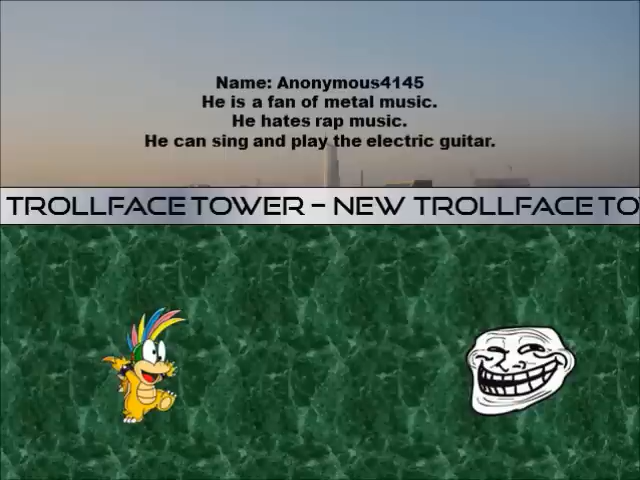 Name: Anonymous4145
He is a fan of metal music.
He hates rap music.
He can sing and play the electric guitar.
TROLLFACE TOWER – NEW TROLLFACE TO